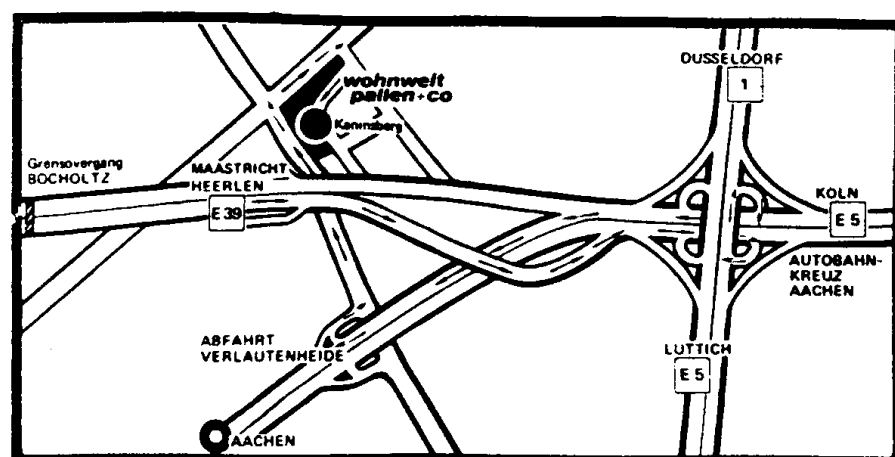 DUSSELDORF
1
wohnwelt
pallen+co
Kaninsberg
Grensovergang
BOCHOLTZ
MAASTRICHT
HEERLEN
E 39
KOLN
E 5
AUTOBAHN-
KREUZ
AACHEN
ABFAHRT
VERLAUTENHEIDE
LUTTICH
E 5
AACHEN